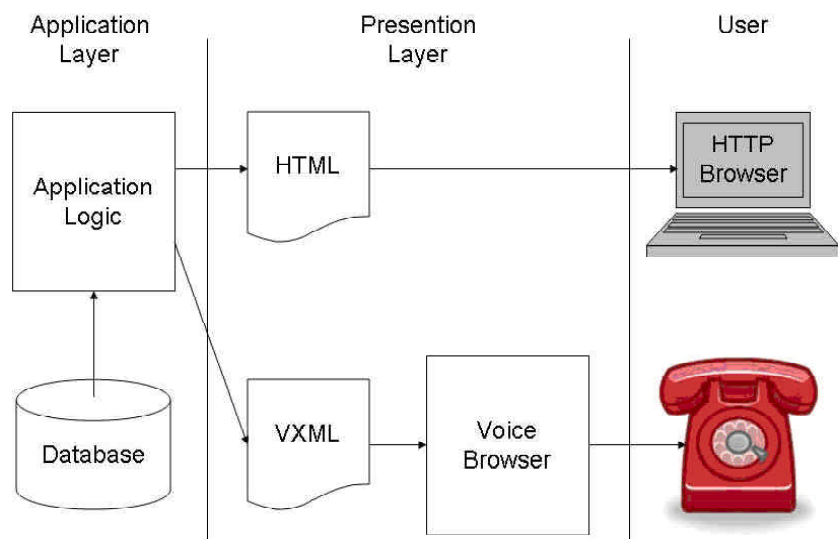 Application
Layer
Presention
Layer
User
Application
Logic
HTML
HTTP
Browser
Database
VXML
Voice
Browser